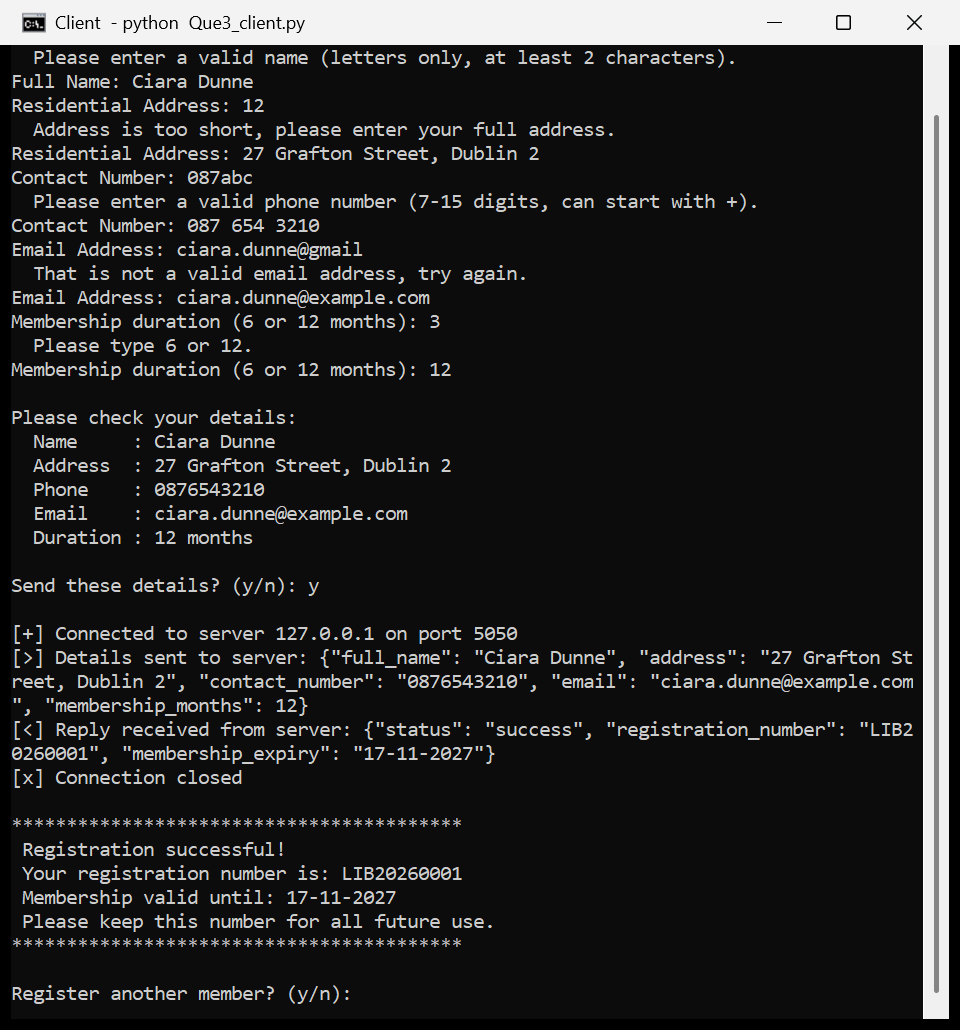 Client - python Que3_client.py
Please enter a valid name (letters only, at least 2 characters).
Full Name: Ciara Dunne
Residential Address: 12
Address is too short, please enter your full address.
Residential Address: 27 Grafton Street, Dublin 2
Contact Number: 087abc
Please enter a valid phone number (7-15 digits, can start with +).
Contact Number: 087 654 3210
Email Address: ciara.dunne@gmail
That is not a valid email address, try again.
Email Address: ciara.dunne@example.com
Membership duration (6 or 12 months): 3
Please type 6 or 12.
Membership duration (6 or 12 months): 12
Please check your details:
Name     : Ciara Dunne
Address  : 27 Grafton Street, Dublin 2
Phone    : 0876543210
Email    : ciara.dunne@example.com
Duration : 12 months
Send these details? (y/n): y
[+] Connected to server 127.0.0.1 on port 5050
[>] Details sent to server: {"full_name": "Ciara Dunne", "address": "27 Grafton St
reet, Dublin 2", "contact_number": "0876543210", "email": "ciara.dunne@example.com
", "membership_months": 12}
[<] Reply received from server: {"status": "success", "registration_number": "LIB2
0260001", "membership_expiry": "17-11-2027"}
[x] Connection closed
*****************************************
Registration successful!
Your registration number is: LIB20260001
Membership valid until: 17-11-2027
Please keep this number for all future use.
*****************************************
Register another member? (y/n):